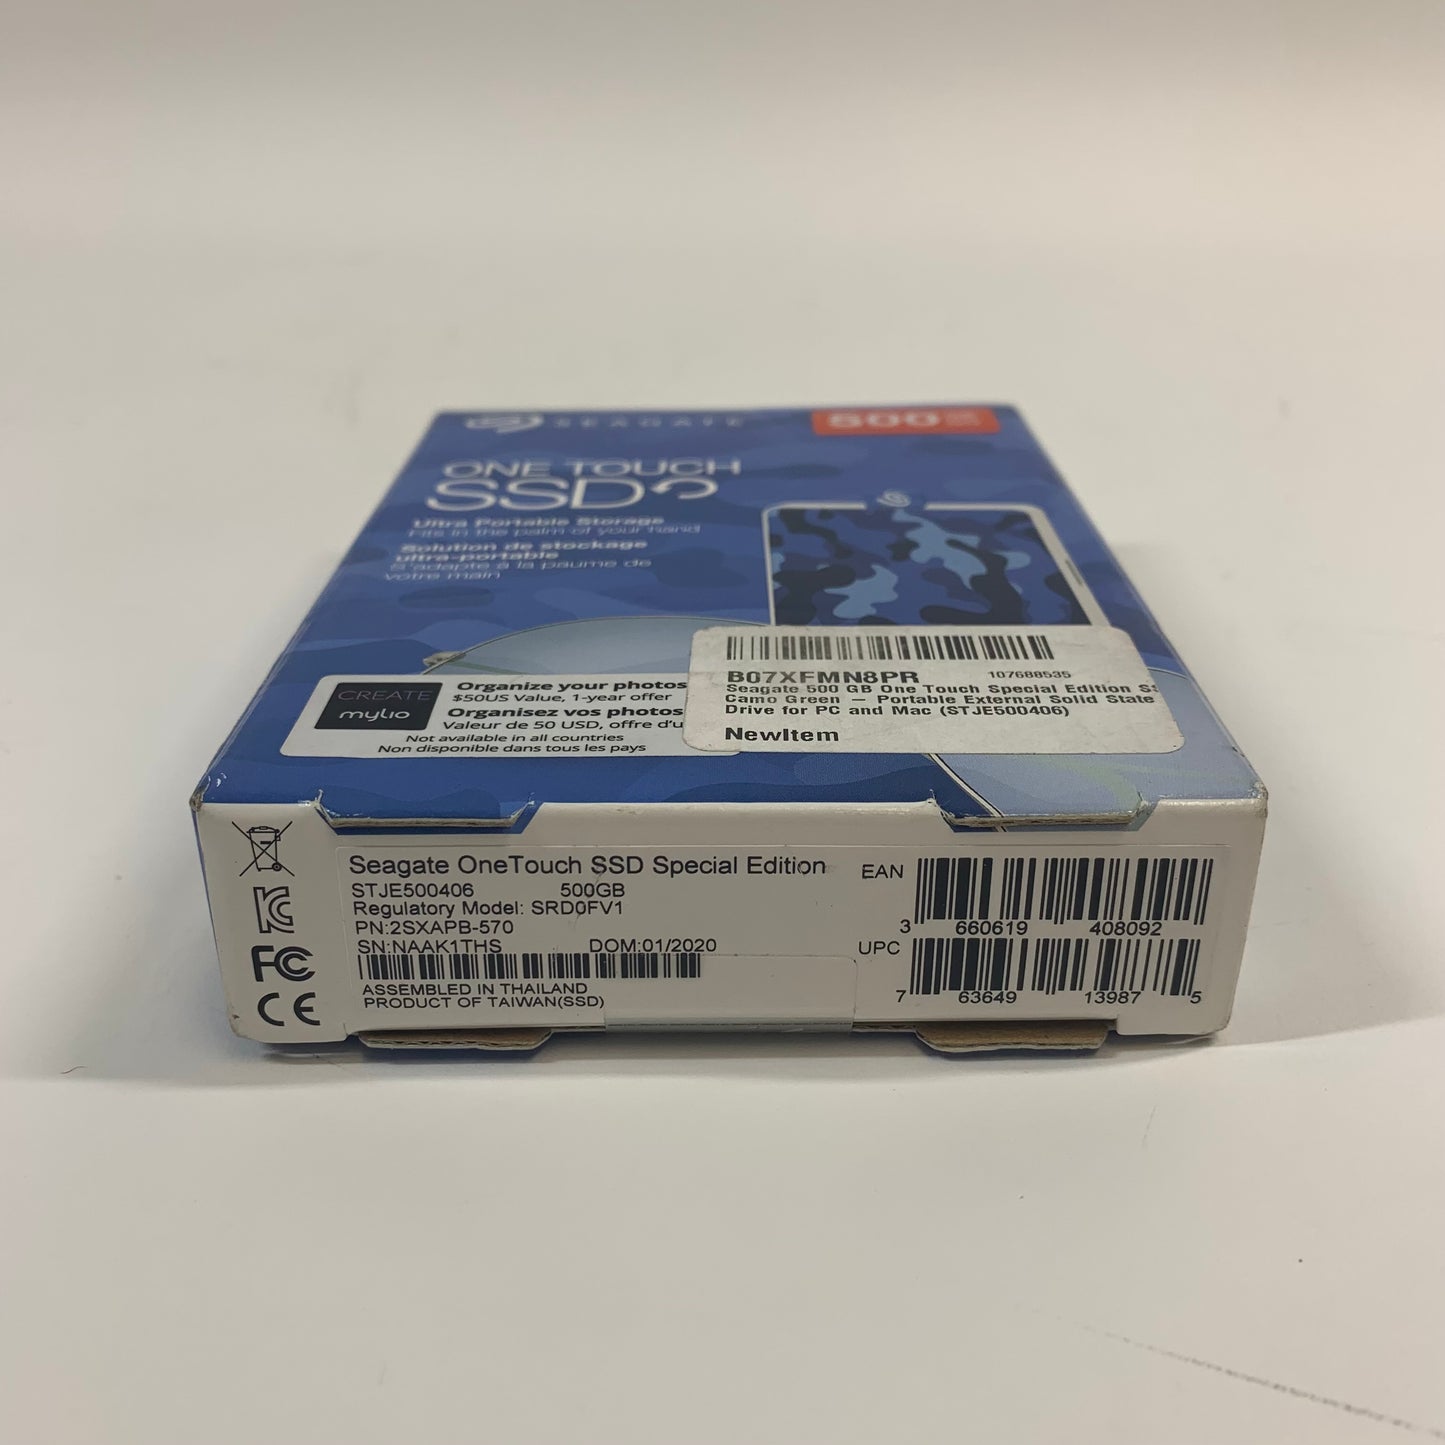 SEAGATE
500
ONE TOUCH
SSD
Ultra Portable Storage
Fits in the palm of your hand
Solution de stockage
ultra-portable
S'adapte à la paume de
votre main
CREATE
mylio
Organize your photos
$50US Value, 1-year offer
Organisez vos photos
Valeur de 50 USD, offre d'u
Not available in all countries
Non disponible dans tous les pays
B07XFMN8PR 107688535
Seagate 500 GB One Touch Special Edition SS
Camo Green — Portable External Solid State
Drive for PC and Mac (STJE500406)
NewItem
Seagate OneTouch SSD Special Edition
STJE500406 500GB
Regulatory Model: SRD0FV1
PN:2SXAPB-570
SN:NAAK1THS DOM:01/2020
ASSEMBLED IN THAILAND
PRODUCT OF TAIWAN(SSD)
EAN
3 660619 408092
UPC
7 63649 13987 5
FC
CE